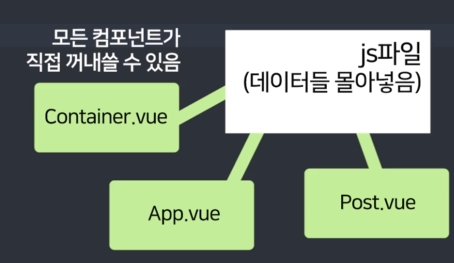 모든 컴포넌트가
직접 꺼내쓸 수 있음
js파일
(데이터들 몰아넣음)
Container.vue
App.vue
Post.vue